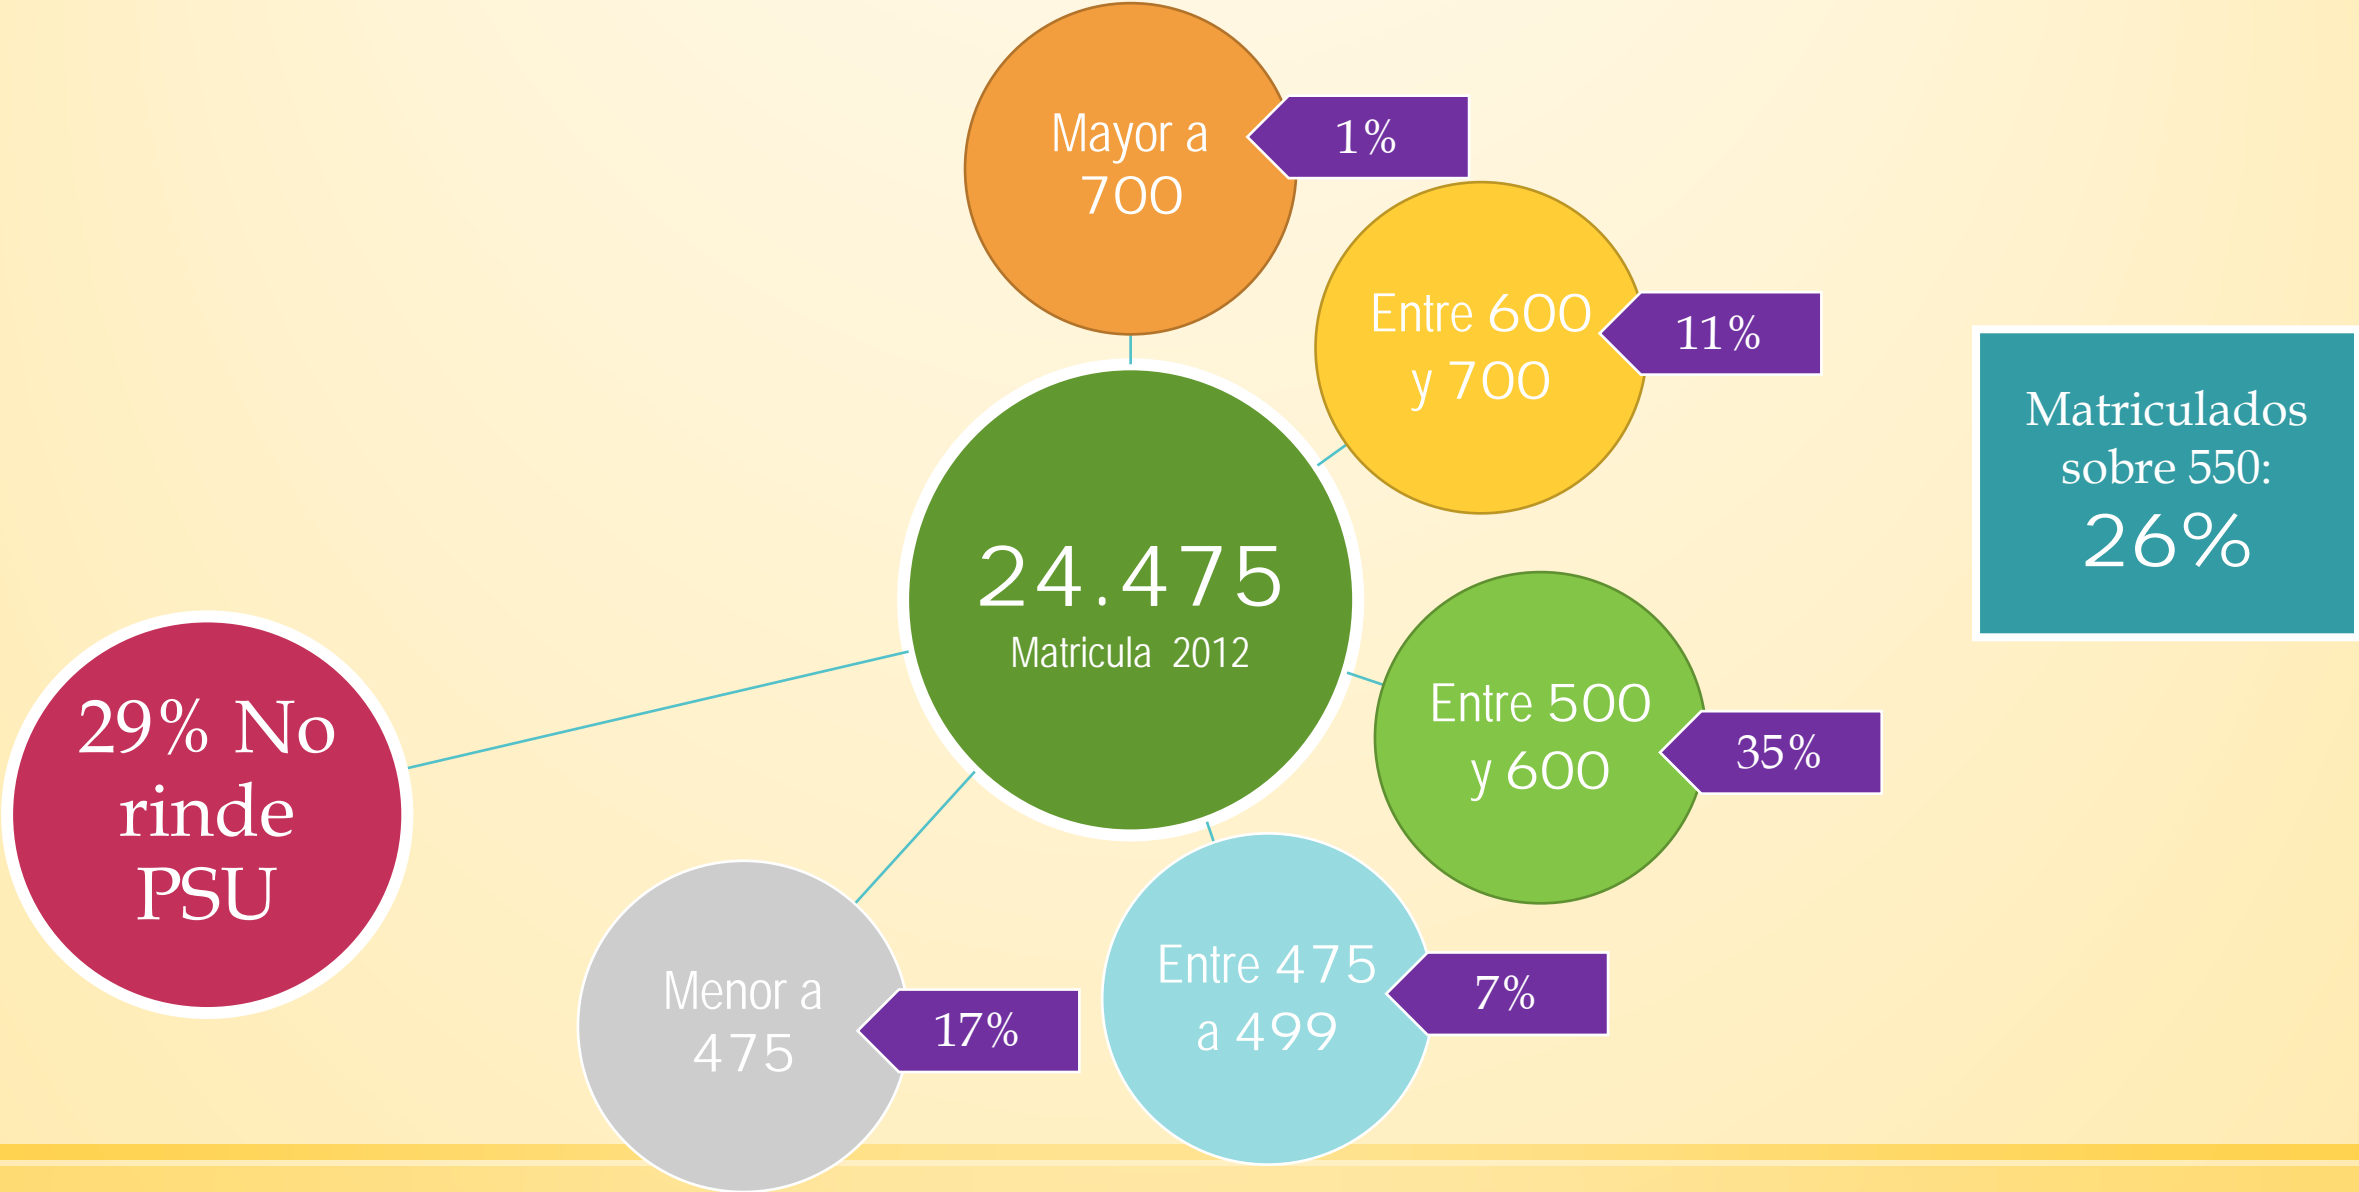 Mayor a
700
1%
Entre 600
y 700
11%
Matriculados
sobre 550:
26%
24.475
Matricula 2012
Entre 500
y 600
35%
29% No
rinde
PSU
Entre 475
a 499
7%
Menor a
475
17%